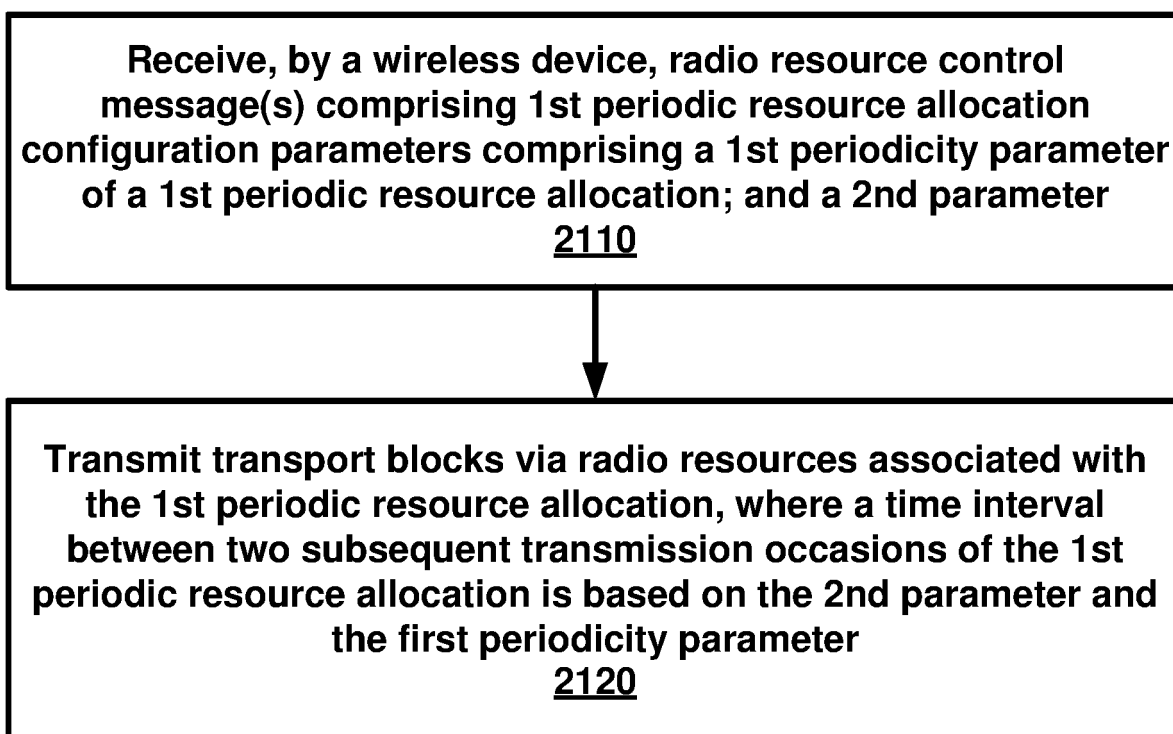 Receive, by a wireless device, radio resource control
message(s) comprising 1st periodic resource allocation
configuration parameters comprising a 1st periodicity parameter
of a 1st periodic resource allocation; and a 2nd parameter
2110
Transmit transport blocks via radio resources associated with
the 1st periodic resource allocation, where a time interval
between two subsequent transmission occasions of the 1st
periodic resource allocation is based on the 2nd parameter and
the first periodicity parameter
2120